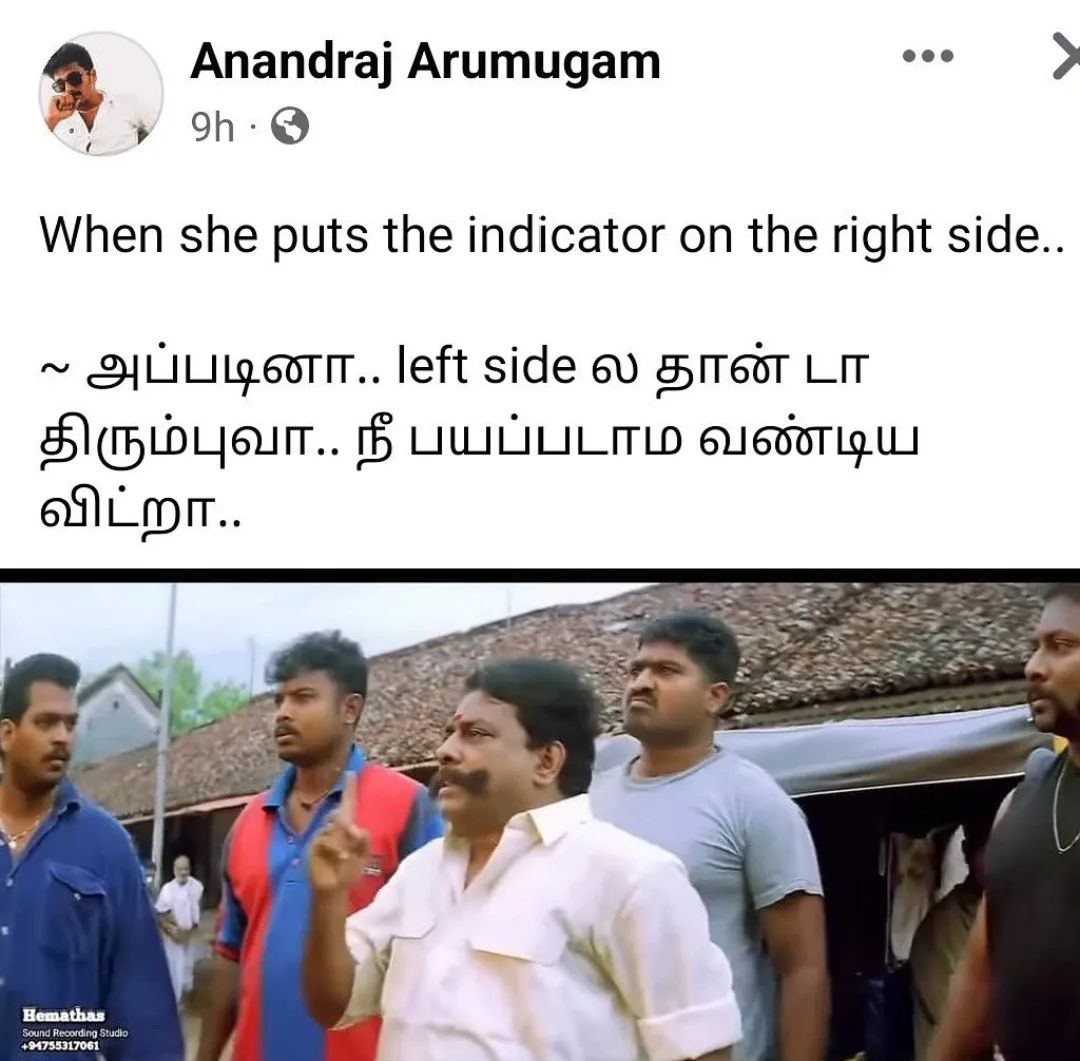 Anandraj Arumugam
9h ·
When she puts the indicator on the right side..
~ அப்படினா.. left side ல தான் டா
திரும்புவா.. நீ பயப்படாம வண்டிய
விட்றா..
Hemathas
Sound Recording Studio
+94755317061